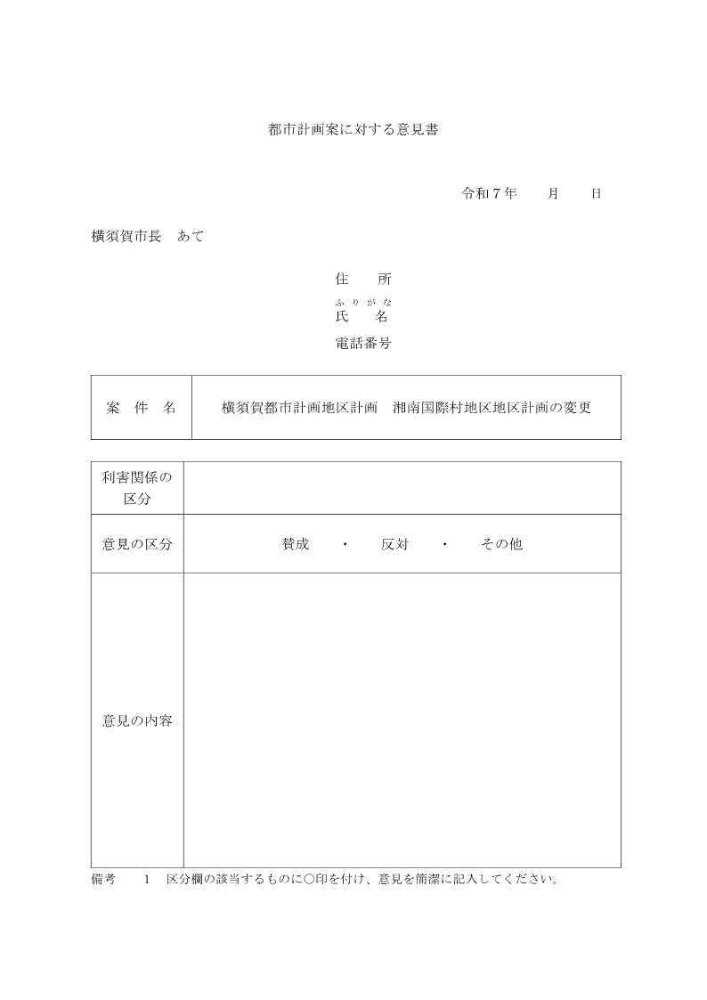 都市計画案に対する意見書
令和７年　　月　　日
横須賀市長　あて
住　　所
ふりがな
氏　　名
電話番号
案　件　名
横須賀都市計画地区計画　湘南国際村地区地区計画の変更
利害関係の
区分
意見の区分
賛成　　・　　反対　　・　　その他
意見の内容
備考　　１　区分欄の該当するものに○印を付け、意見を簡潔に記入してください。